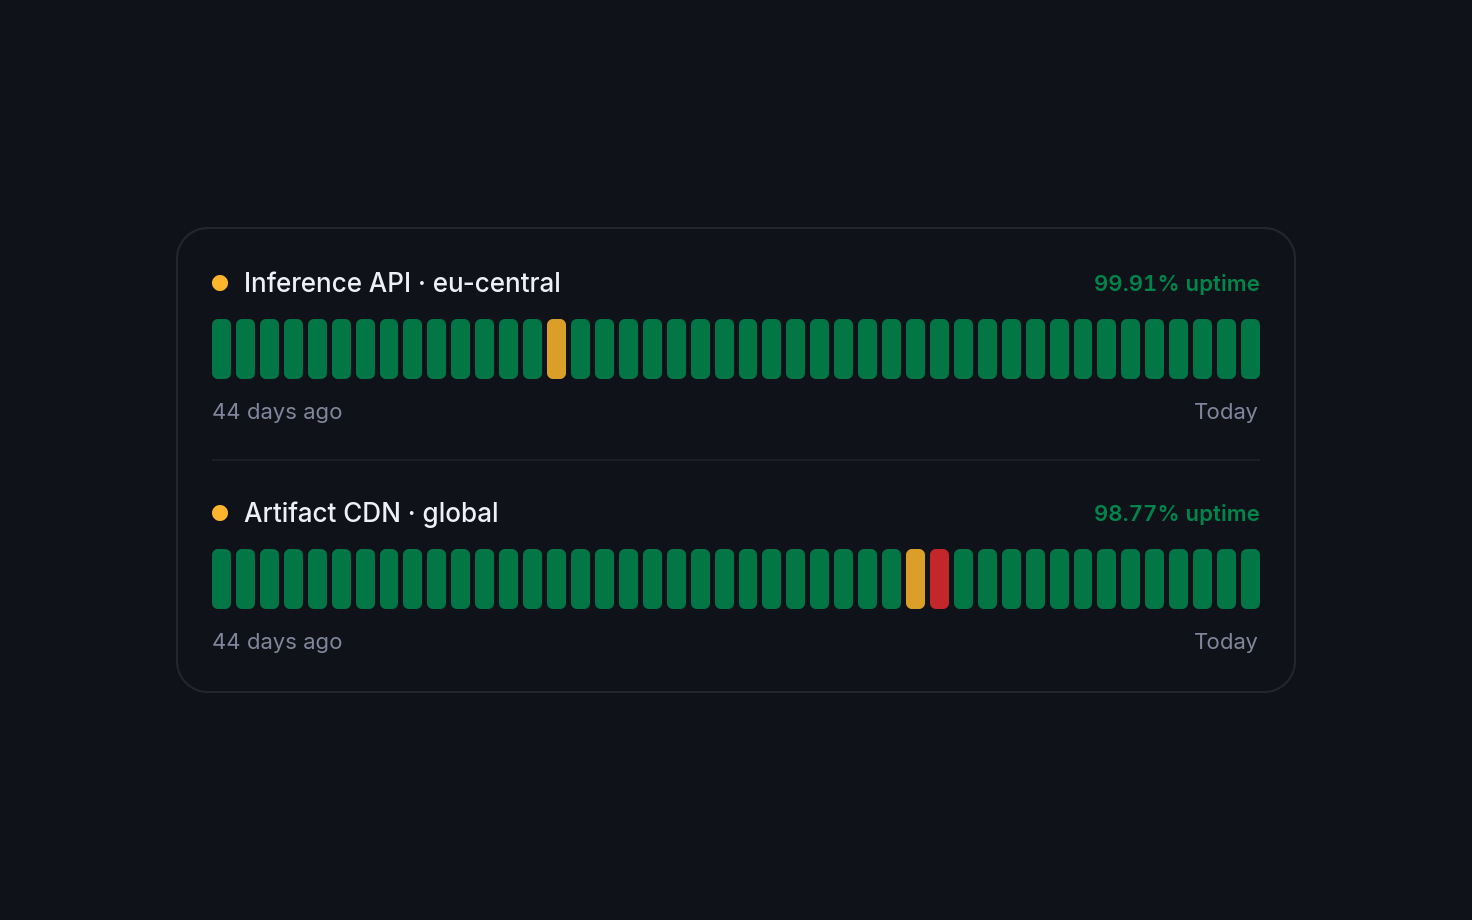 Inference API · eu-central
99.91% uptime
44 days ago
Today
Artifact CDN · global
98.77% uptime
44 days ago
Today